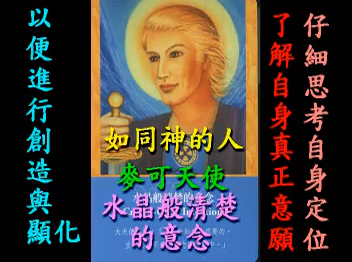 仔細思考自身定位
了解自身真正意願
以便進行創造與
顯化
如同神的人
麥可天使
水晶般清楚
的意念